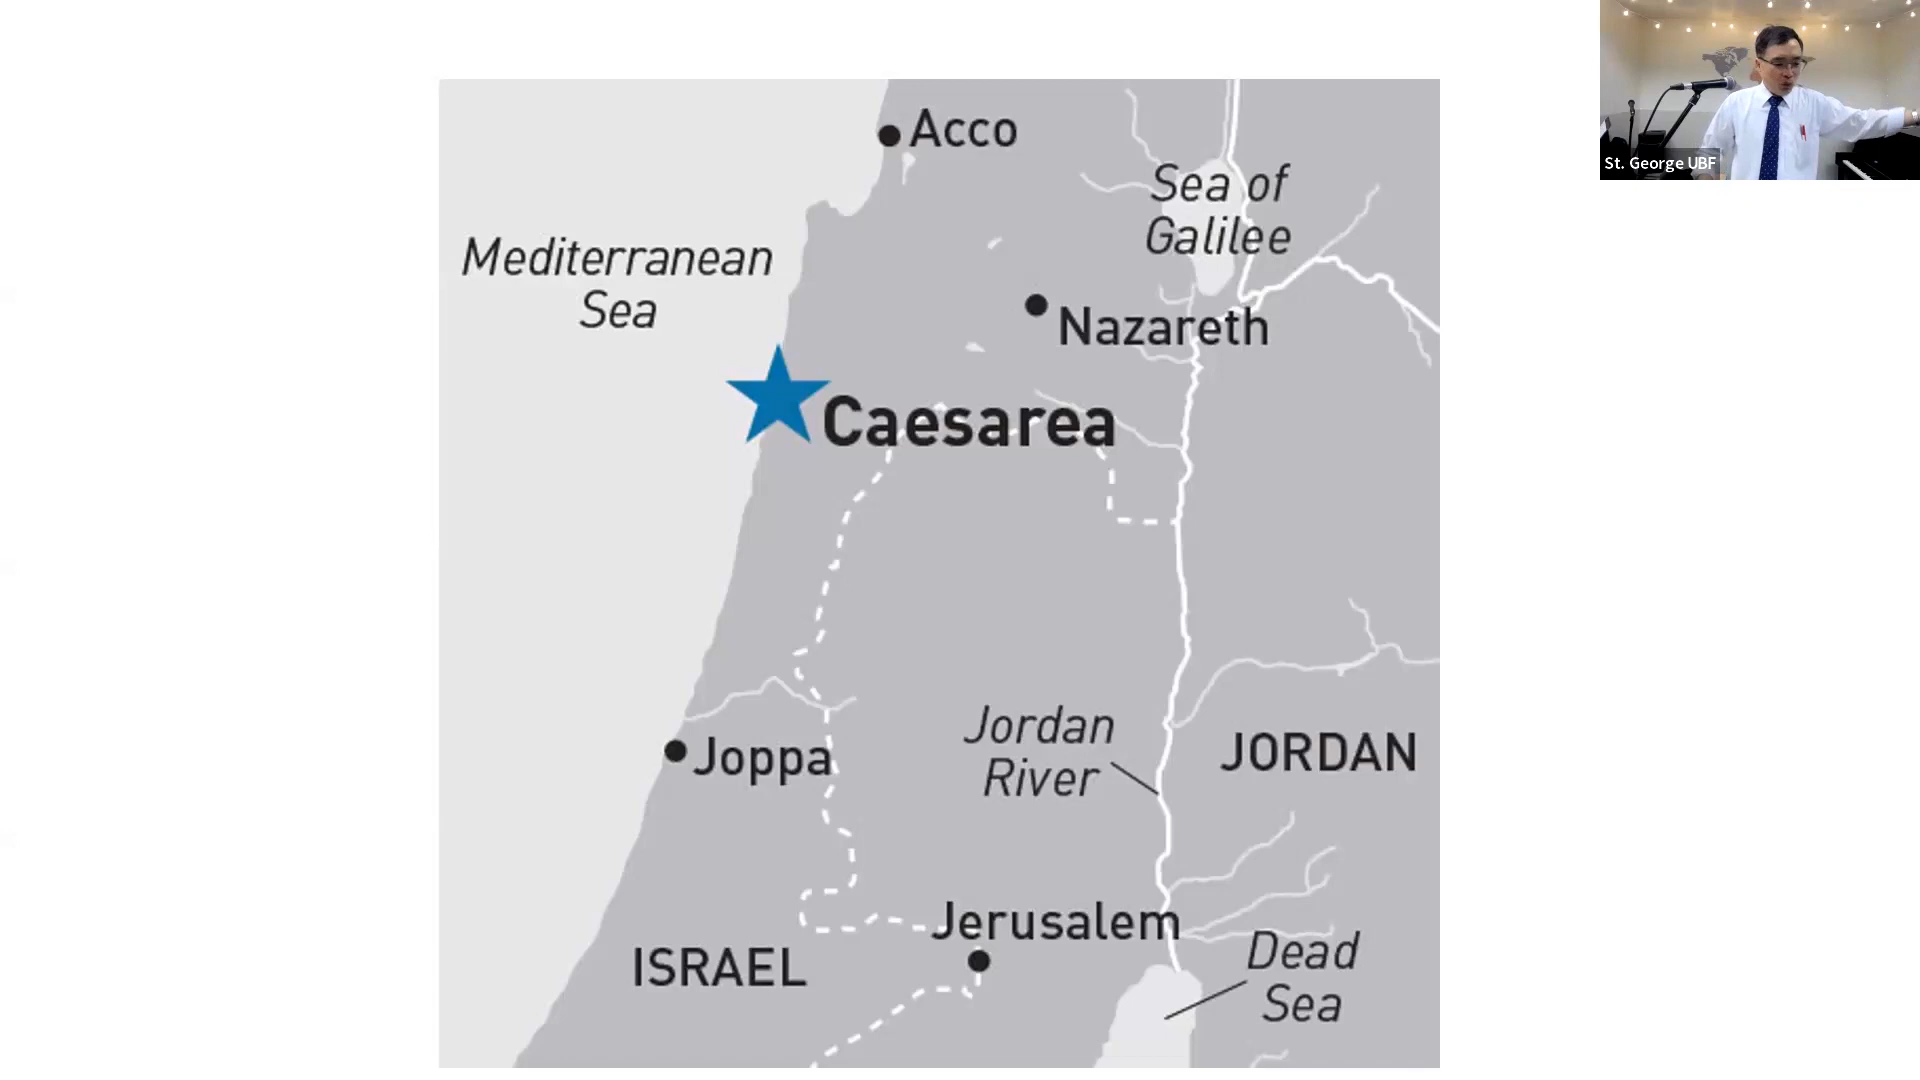 Acco
Sea of
Galilee
Mediterranean
Sea
Nazareth
Caesarea
Jordan
River
JORDAN
Joppa
Jerusalem
ISRAEL
Dead
Sea
St. George UBF